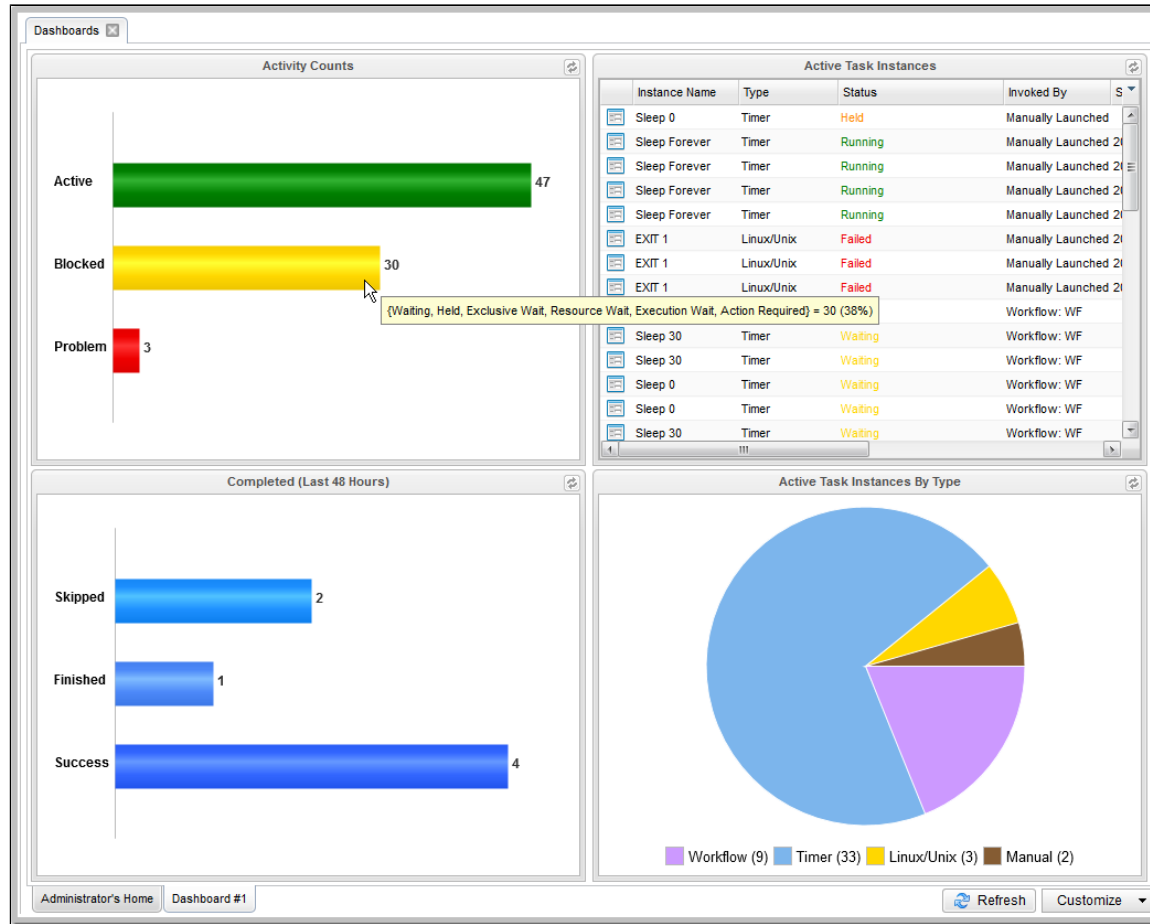 Dashboards
Activity Counts
Active 47
Blocked 30
Problem 3
{Waiting, Held, Exclusive Wait, Resource Wait, Execution Wait, Action Required} = 30 (38%)
Active Task Instances
Instance Name Type Status Invoked By S
Sleep 0 Timer Held Manually Launched
Sleep Forever Timer Running Manually Launched 20
Sleep Forever Timer Running Manually Launched 20
Sleep Forever Timer Running Manually Launched 20
Sleep Forever Timer Running Manually Launched 20
EXIT 1 Linux/Unix Failed Manually Launched 20
EXIT 1 Linux/Unix Failed Manually Launched 20
EXIT 1 Linux/Unix Failed Manually Launched 20
Workflow: WF
Sleep 30 Timer Waiting Workflow: WF
Sleep 30 Timer Waiting Workflow: WF
Sleep 0 Timer Waiting Workflow: WF
Sleep 0 Timer Waiting Workflow: WF
Sleep 30 Timer Waiting Workflow: WF
Completed (Last 48 Hours)
Skipped 2
Finished 1
Success 4
Active Task Instances By Type
Workflow (9) Timer (33) Linux/Unix (3) Manual (2)
Administrator's Home Dashboard #1
Refresh Customize